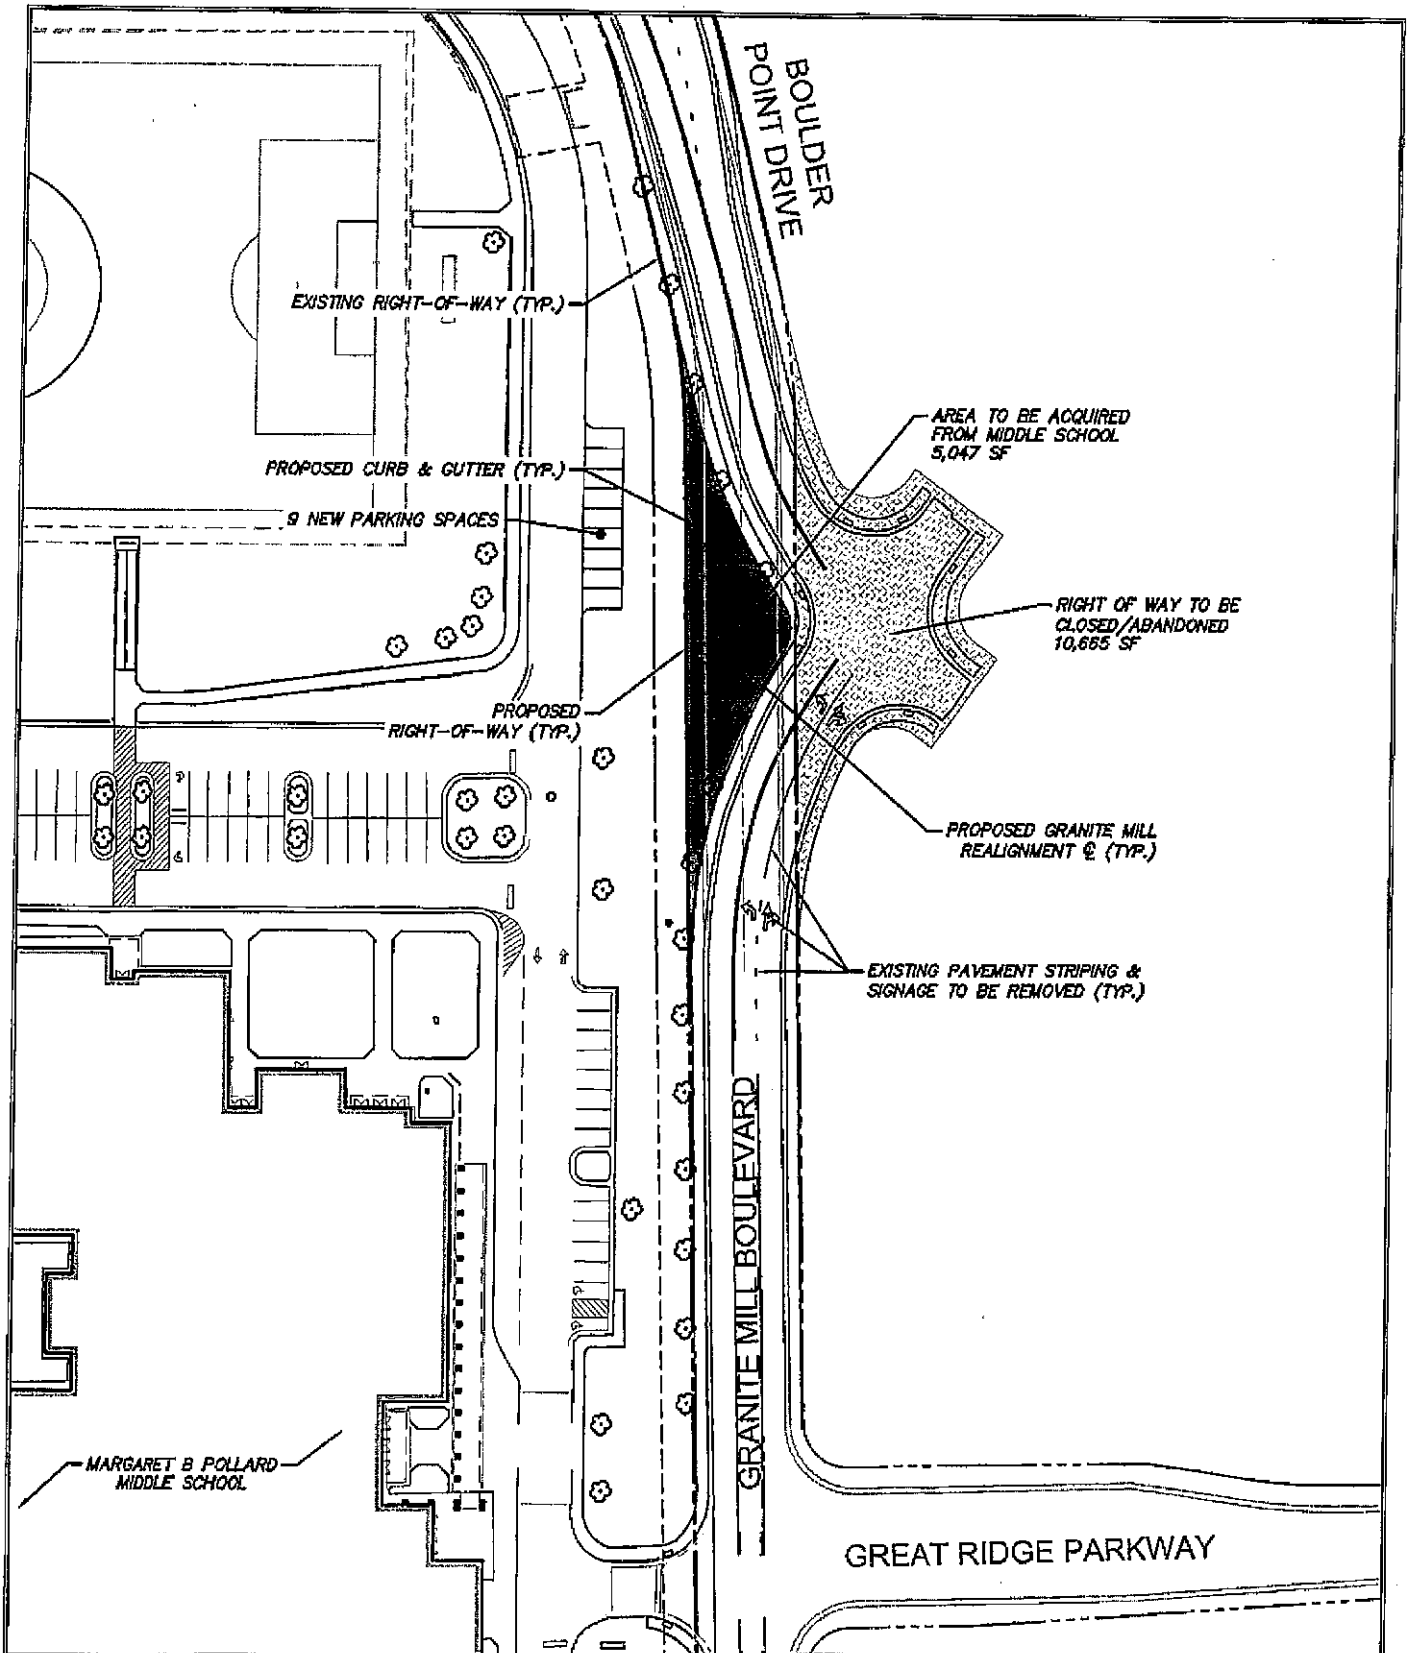 BOULDER
POINT DRIVE
EXISTING RIGHT-OF-WAY (TYP.)
AREA TO BE ACQUIRED
FROM MIDDLE SCHOOL
5,047 SF
PROPOSED CURB & GUTTER (TYP.)
9 NEW PARKING SPACES
RIGHT OF WAY TO BE
CLOSED/ABANDONED
10,665 SF
PROPOSED
RIGHT-OF-WAY (TYP.)
PROPOSED GRANITE MILL
REALIGNMENT ℄ (TYP.)
EXISTING PAVEMENT STRIPING &
SIGNAGE TO BE REMOVED (TYP.)
GRANITE MILL BOULEVARD
MARGARET B POLLARD
MIDDLE SCHOOL
GREAT RIDGE PARKWAY